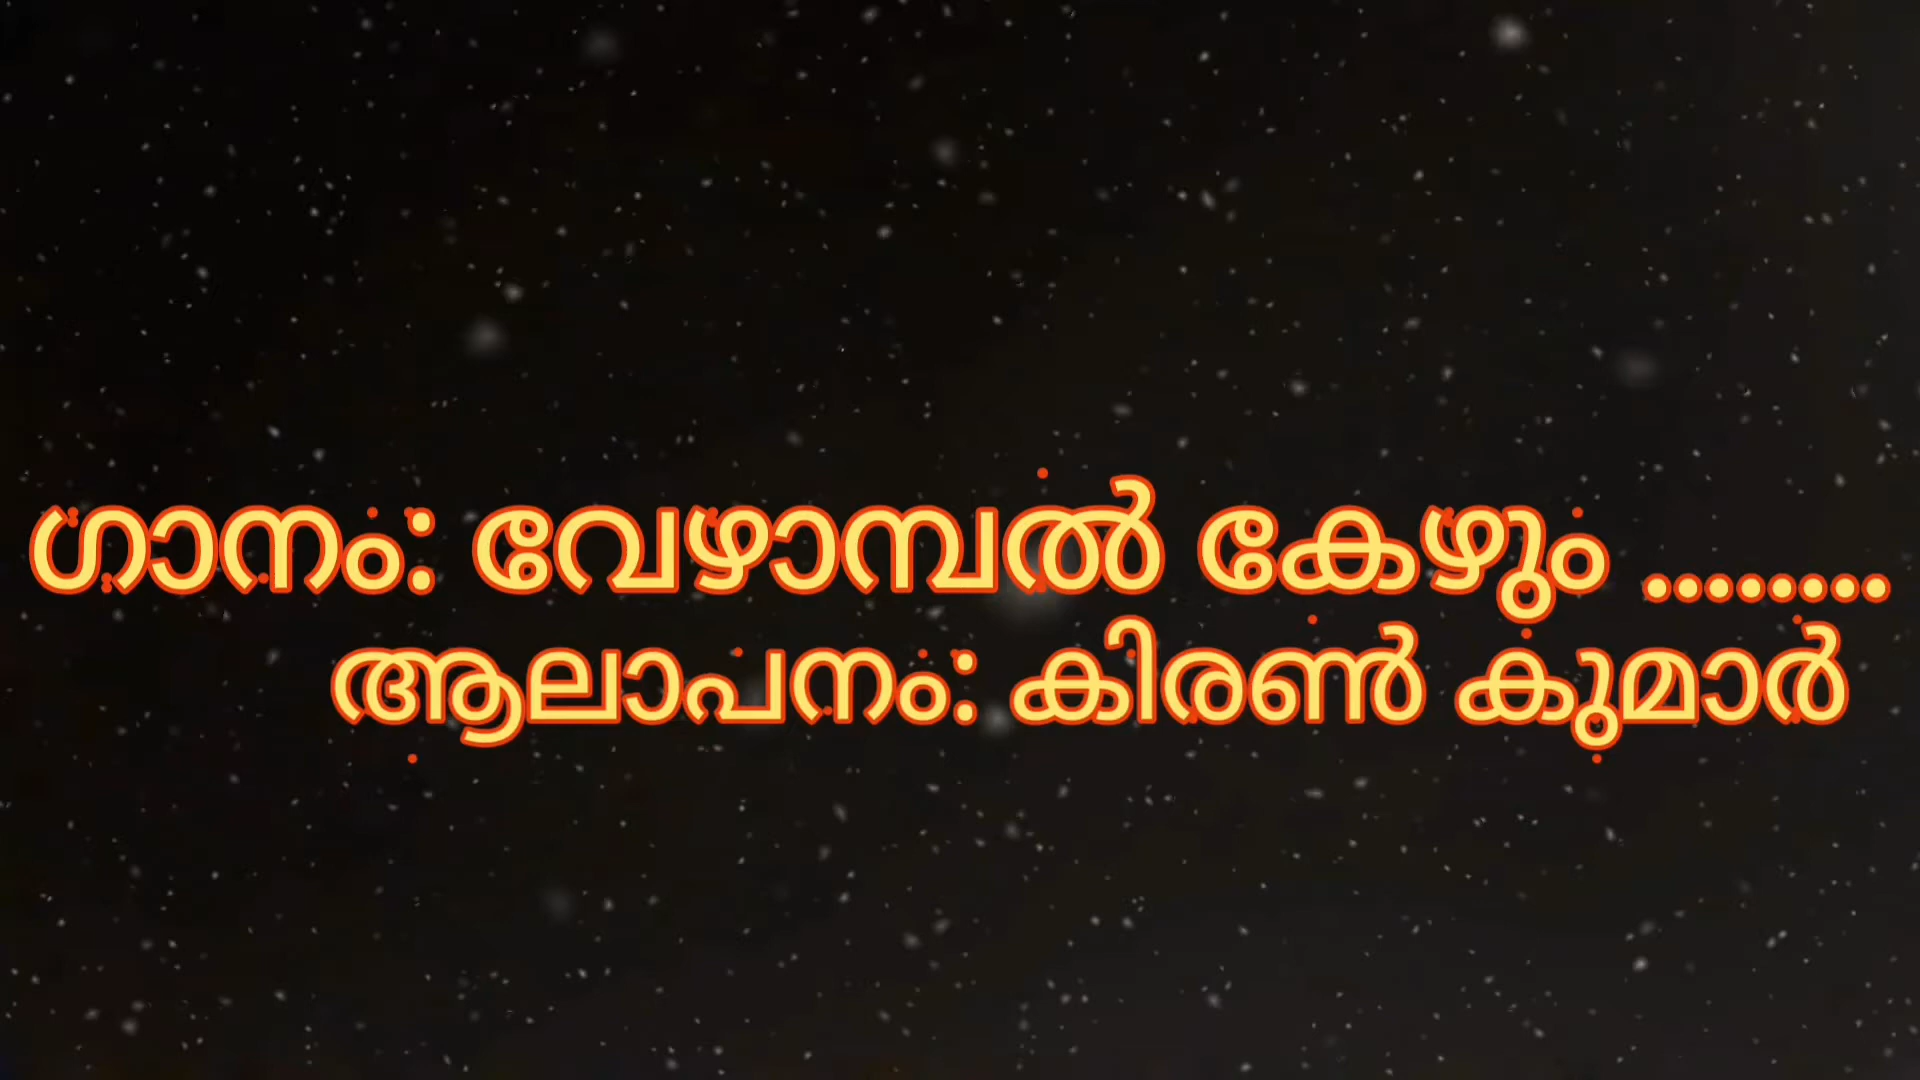 ഗാനം: വേഴാമ്പൽ കേഴും ........
ആലാപനം: കിരൺ കുമാർ